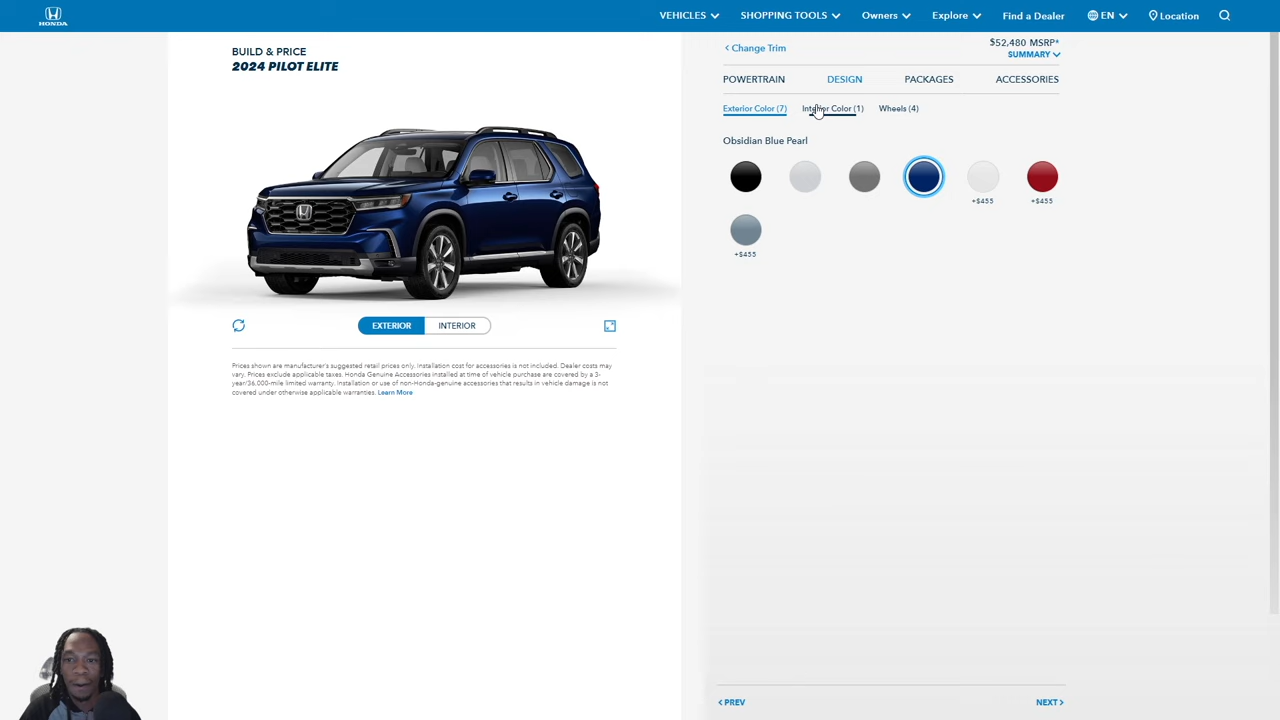 HONDA
VEHICLES
SHOPPING TOOLS
Owners
Explore
Find a Dealer
EN
Location
BUILD & PRICE
2024 PILOT ELITE
EXTERIOR
INTERIOR
Prices shown are manufacturer's suggested retail prices only. Installation cost for accessories is not included. Dealer costs may
vary. Prices exclude applicable taxes. Honda Genuine Accessories installed at time of vehicle purchase are covered by a 3-
year/36,000-mile limited warranty. Installation or use of non-Honda-genuine accessories that results in vehicle damage is not
covered under otherwise applicable warranties. Learn More
Change Trim
$52,480 MSRP*
SUMMARY
POWERTRAIN
DESIGN
PACKAGES
ACCESSORIES
Exterior Color (7)
Interior Color (1)
Wheels (4)
Obsidian Blue Pearl
+$455
+$455
+$455
PREV
NEXT